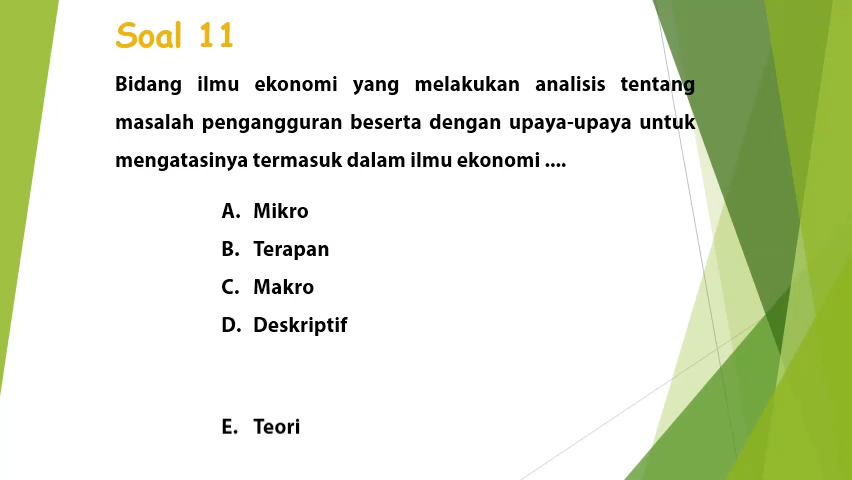 Soal 11
Bidang ilmu ekonomi yang melakukan analisis tentang
masalah pengangguran beserta dengan upaya-upaya untuk
mengatasinya termasuk dalam ilmu ekonomi ....
A. Mikro
B. Terapan
C. Makro
D. Deskriptif
E. Teori